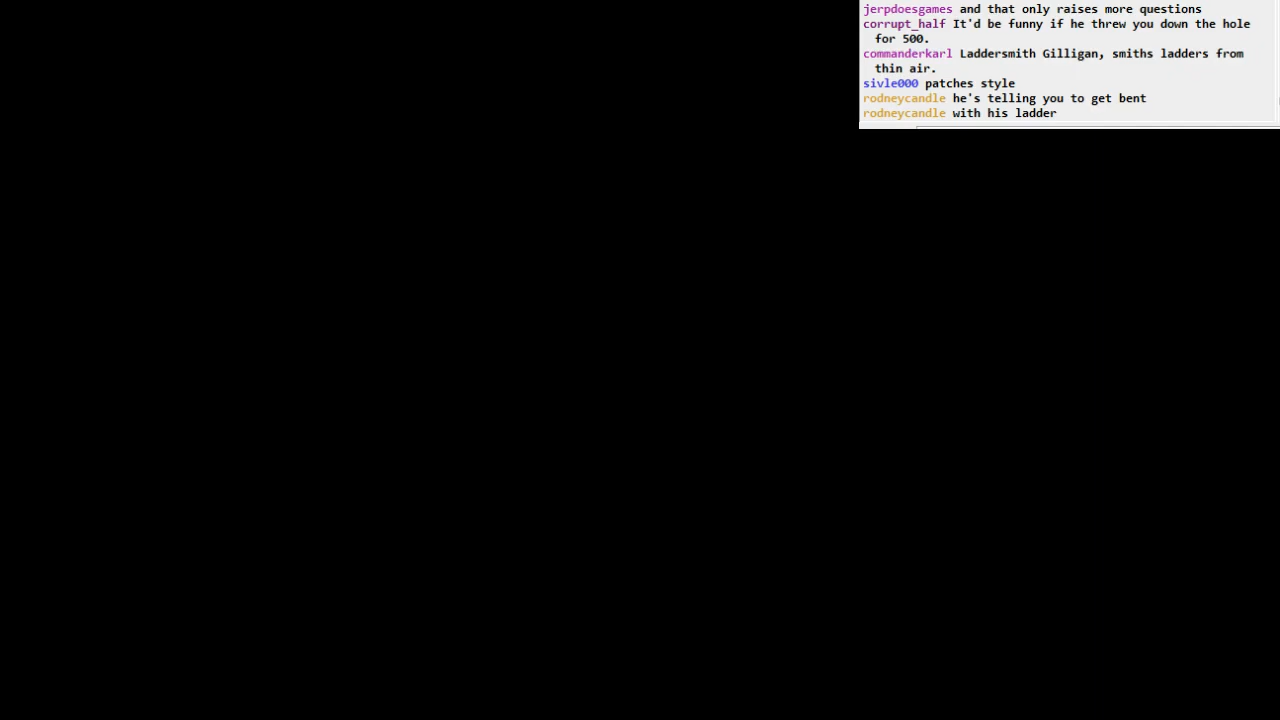 jerpdoesgames and that only raises more questions
corrupt_half It'd be funny if he threw you down the hole
for 500.
commanderkarl Laddersmith Gilligan, smiths ladders from
thin air.
sivle000 patches style
rodneycandle he's telling you to get bent
rodneycandle with his ladder